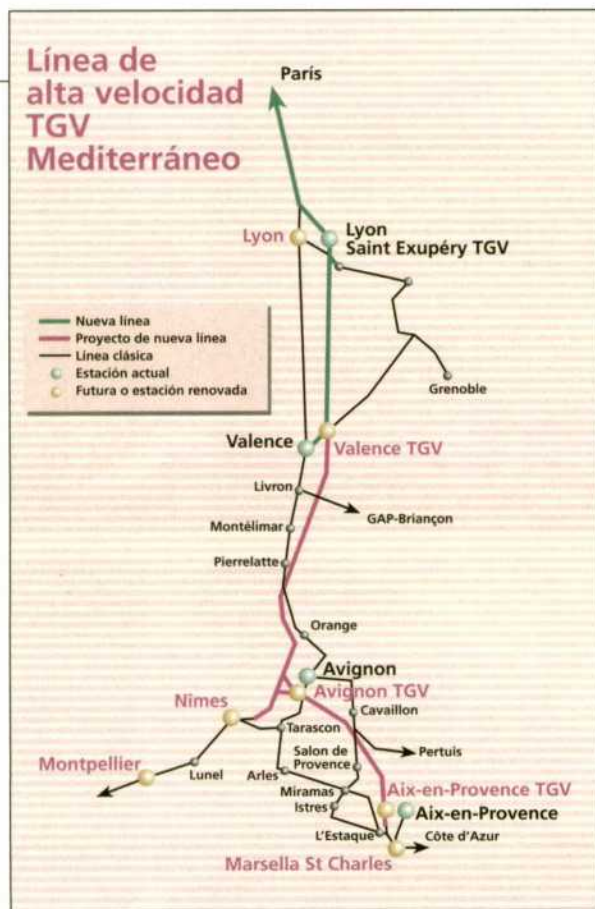 Línea de
alta velocidad
TGV
Mediterráneo
París
Lyon
Lyon
Saint Exupéry TGV
Nueva línea
Proyecto de nueva línea
Línea clásica
Estación actual
Futura o estación renovada
Grenoble
Valence
Valence TGV
Livron
GAP-Briançon
Montélimar
Pierrelatte
Orange
Avignon
Avignon TGV
Nîmes
Cavaillon
Tarascon
Pertuis
Salon de
Provence
Montpellier
Lunel
Arles
Miramas
Istres
Aix-en-Provence TGV
Aix-en-Provence
L'Estaque
Côte d'Azur
Marsella St Charles